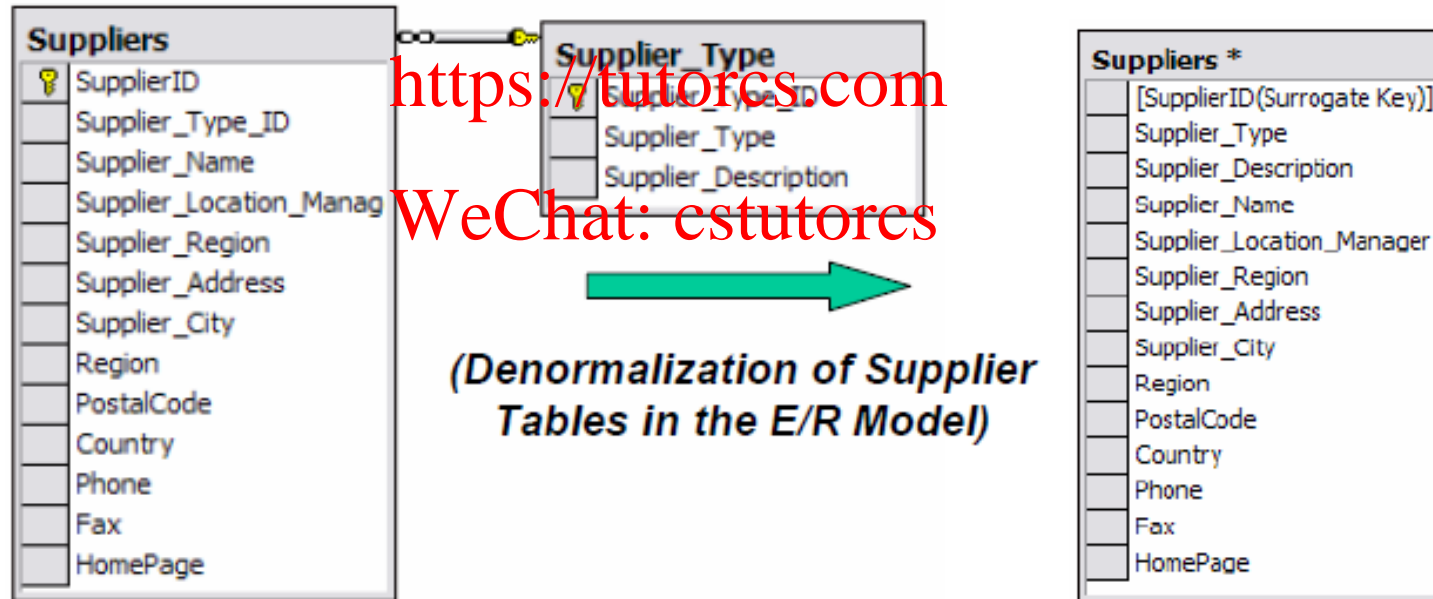 Suppliers
SupplierID
Supplier_Type_ID
Supplier_Name
Supplier_Location_Manag
Supplier_Region
Supplier_Address
Supplier_City
Region
PostalCode
Country
Phone
Fax
HomePage
Supplier_Type
Supplier_Type_ID
Supplier_Type
Supplier_Description
https://tutorcs.com
WeChat: cstutorcs
(Denormalization of Supplier
Tables in the E/R Model)
Suppliers *
[SupplierID(Surrogate Key)]
Supplier_Type
Supplier_Description
Supplier_Name
Supplier_Location_Manager
Supplier_Region
Supplier_Address
Supplier_City
Region
PostalCode
Country
Phone
Fax
HomePage